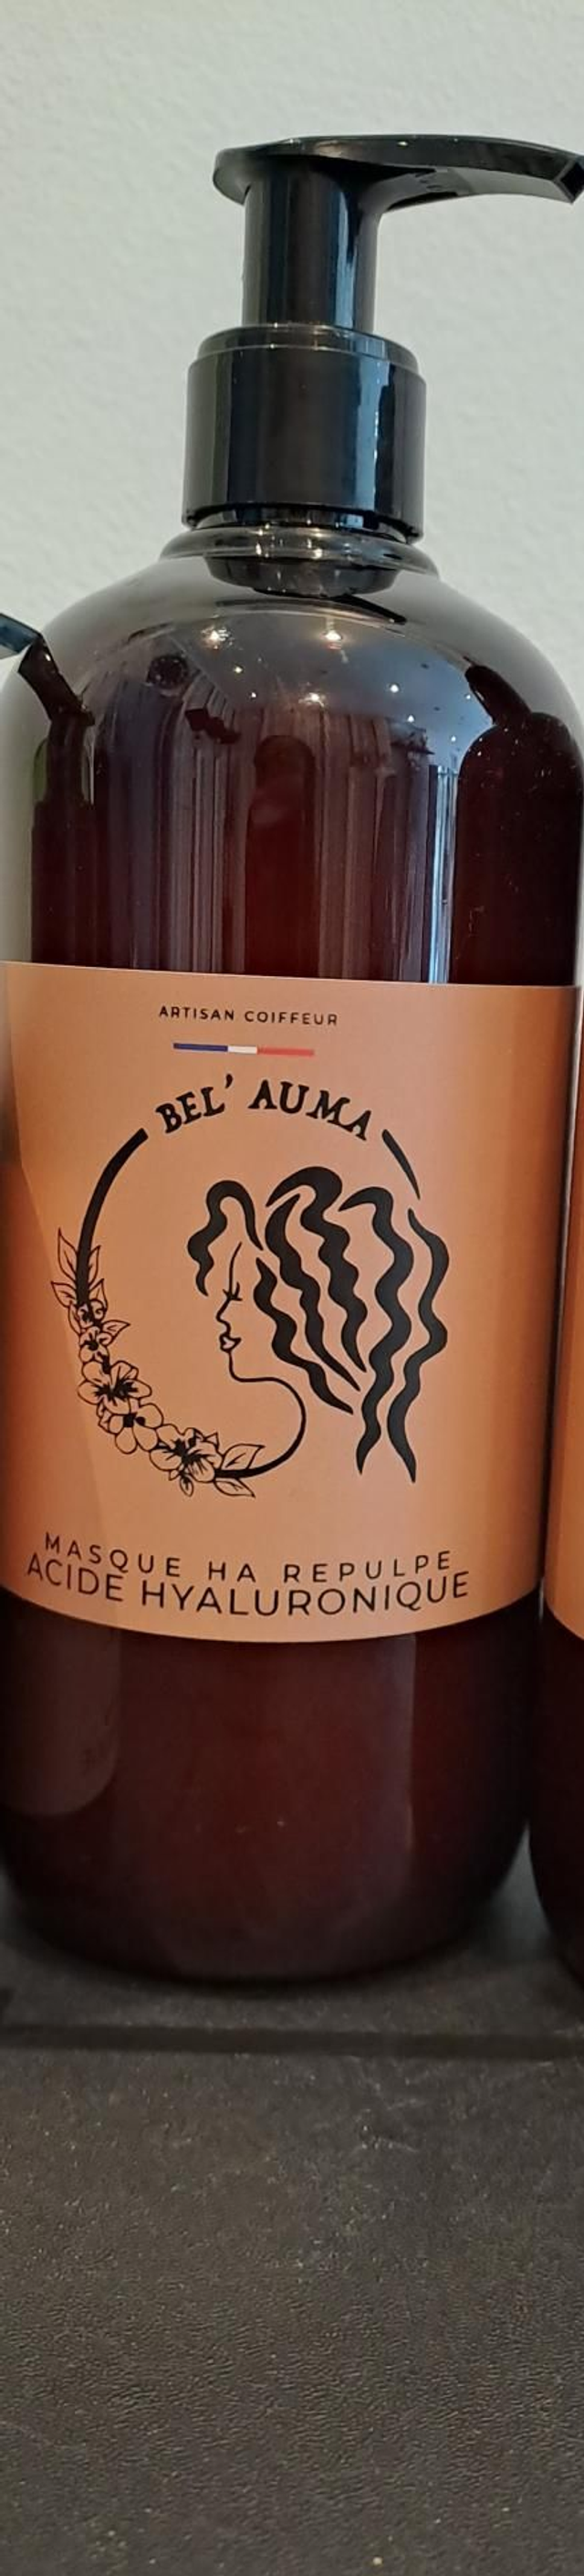 ARTISAN COIFFEUR
BEL' AUMA
MASQUE HA REPULPE
ACIDE HYALURONIQUE